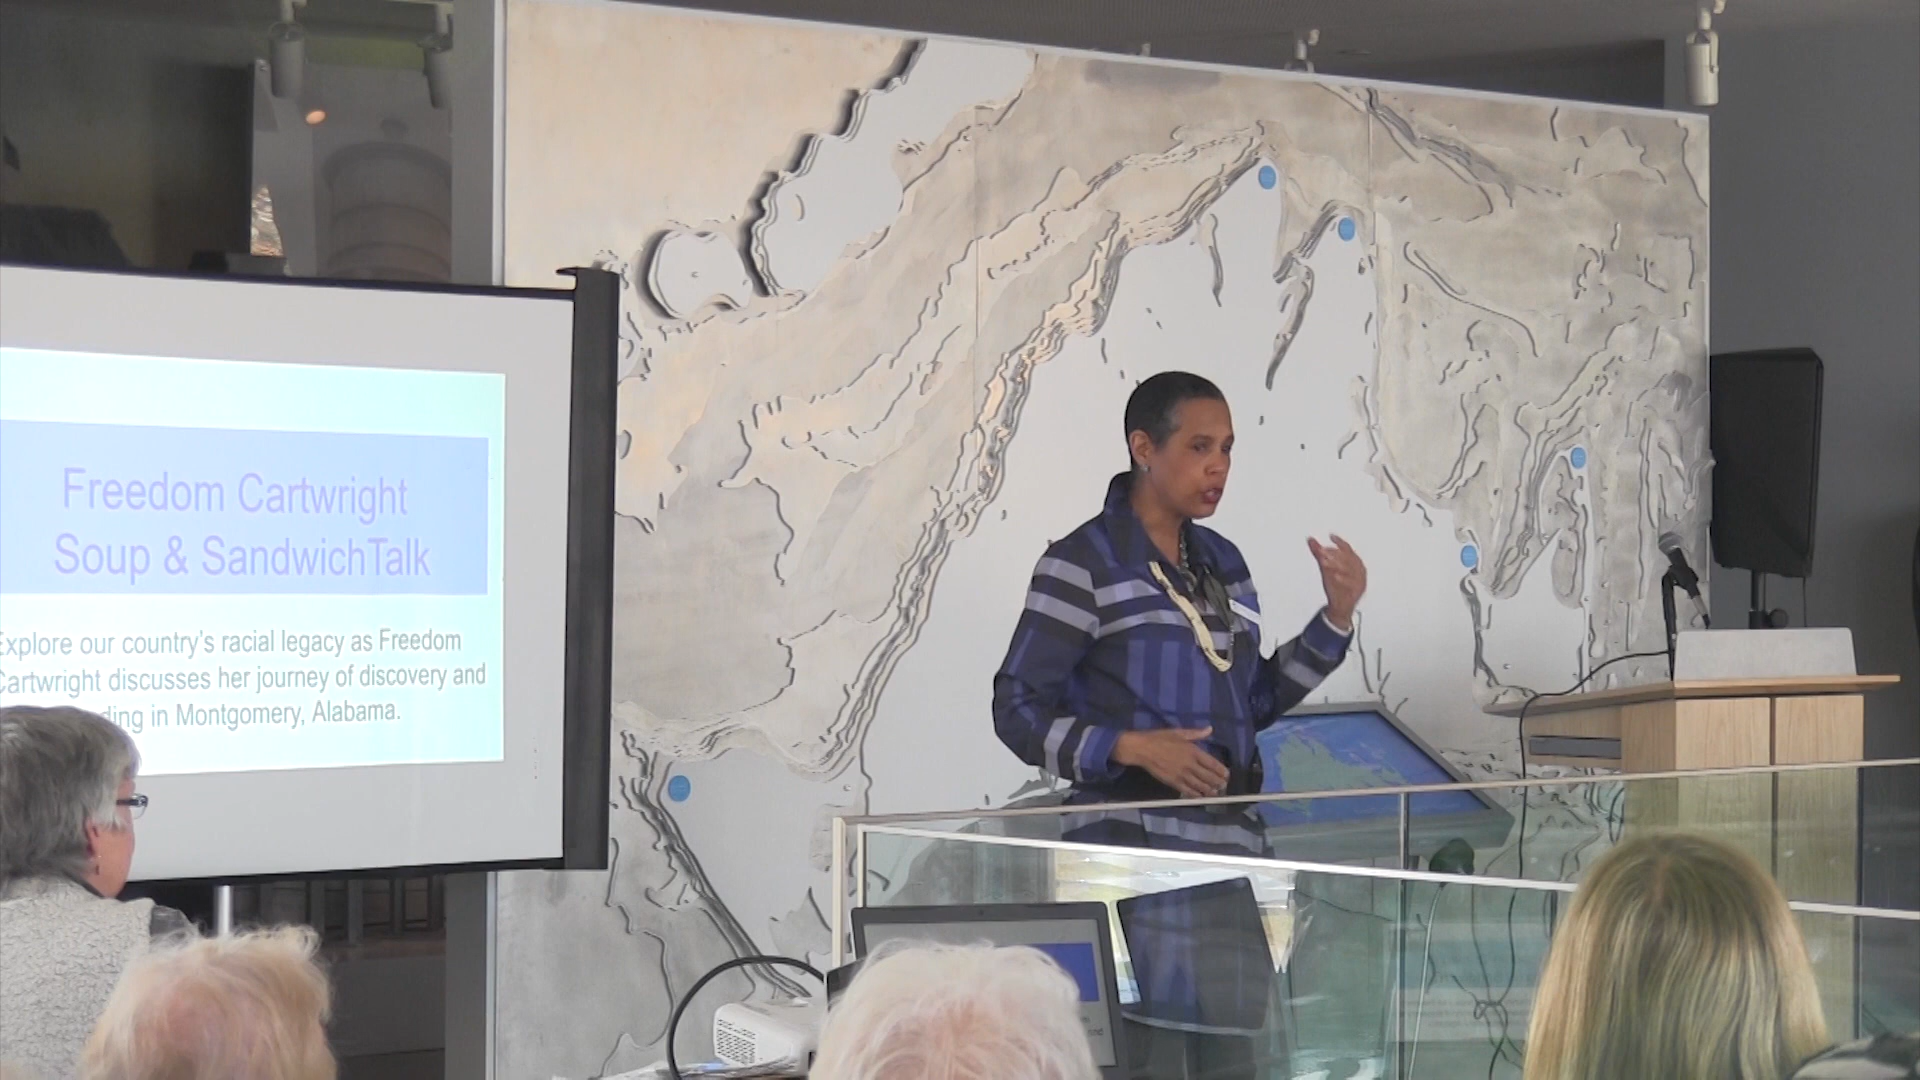 Freedom Cartwright
Soup & SandwichTalk
Explore our country's racial legacy as Freedom
Cartwright discusses her journey of discovery and
in Montgomery, Alabama.